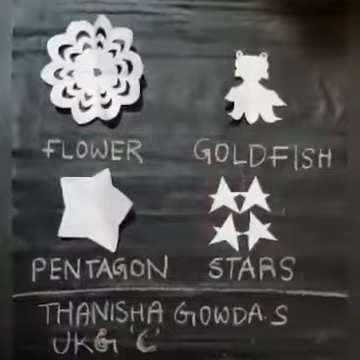 FLOWER GOLDFISH
PENTAGON STARS
THANISHA GOWDA.S
UKG 'C'